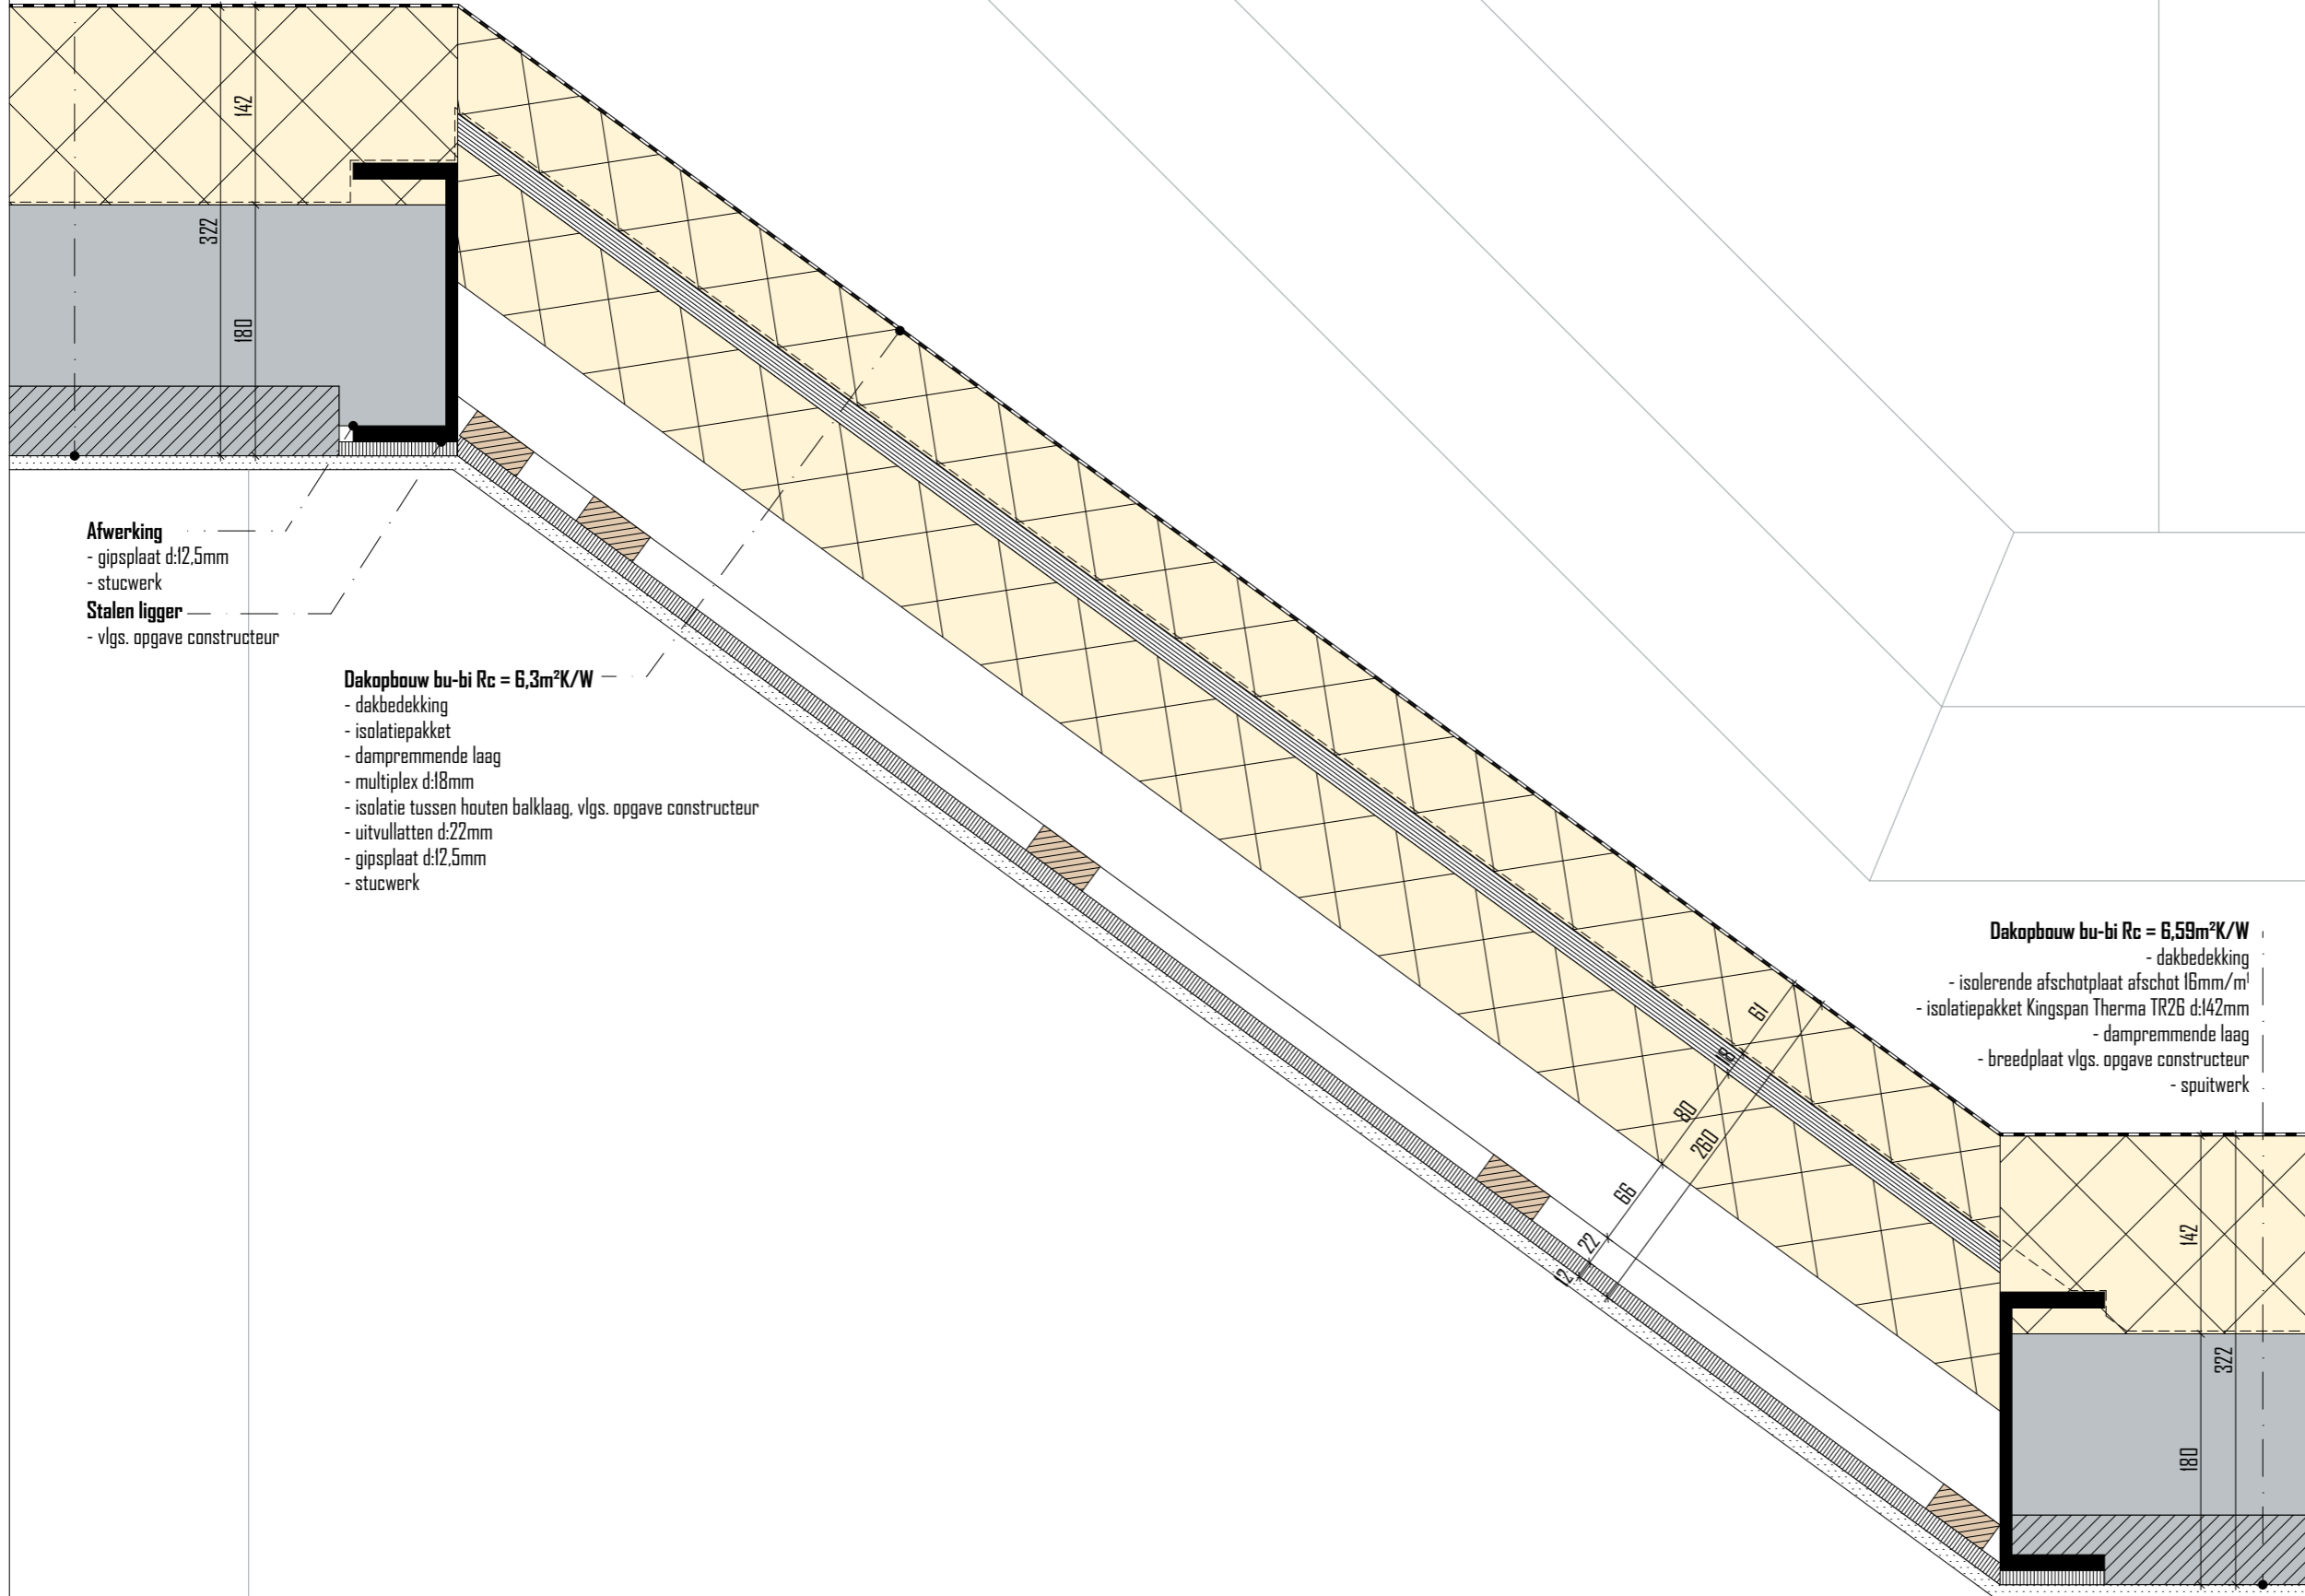 142
322
180
Afwerking
- gipsplaat d:12,5mm
- stucwerk
Stalen ligger
- vlgs. opgave constructeur
Dakopbouw bu-bi Rc = 6,3m²K/W
- dakbedekking
- isolatiepakket
- dampremmende laag
- multiplex d:18mm
- isolatie tussen houten balklaag, vlgs. opgave constructeur
- uitvullatten d:22mm
- gipsplaat d:12,5mm
- stucwerk
Dakopbouw bu-bi Rc = 6,59m²K/W
- dakbedekking
- isolerende afschotplaat afschot 16mm/m¹
- isolatiepakket Kingspan Therma TR26 d:142mm
- dampremmende laag
- breedplaat vlgs. opgave constructeur
- spuitwerk
61
18
80
260
66
22
12
142
322
180